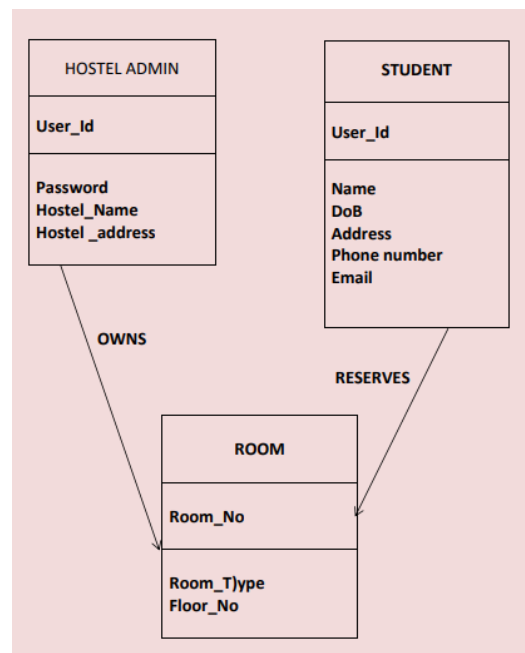 HOSTEL ADMIN
User_Id
Password
Hostel_Name
Hostel _address
STUDENT
User_Id
Name
DoB
Address
Phone number
Email
OWNS
RESERVES
ROOM
Room_No
Room_T)ype
Floor_No